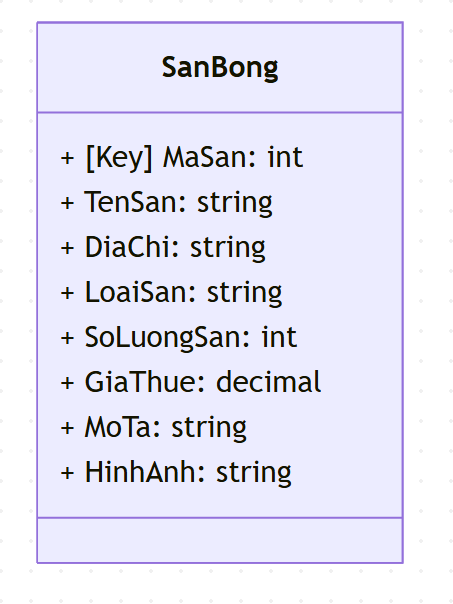 SanBong
+ [Key] MaSan: int
+ TenSan: string
+ DiaChi: string
+ LoaiSan: string
+ SoLuongSan: int
+ GiaThue: decimal
+ MoTa: string
+ HinhAnh: string